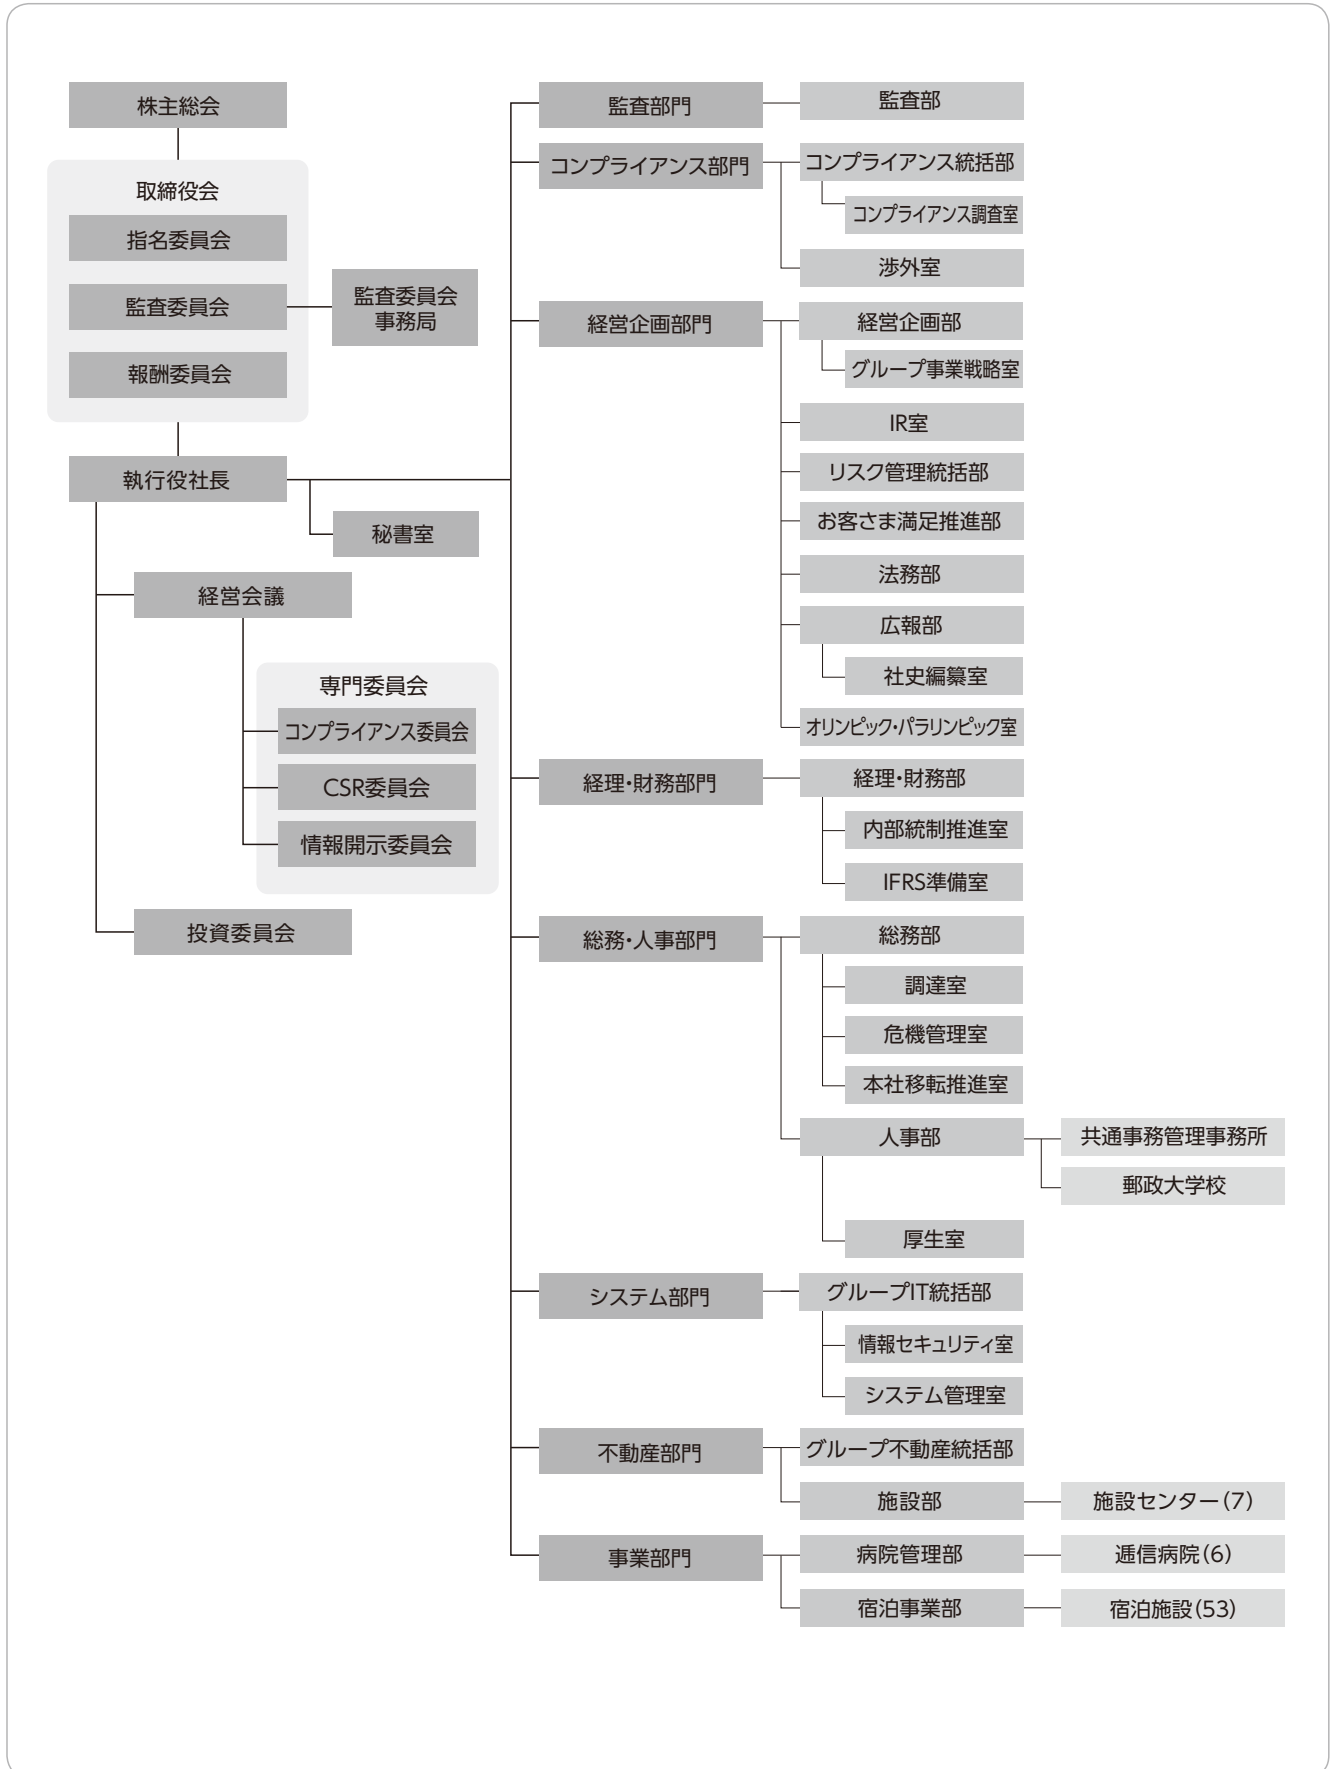 株主総会
取締役会
指名委員会
監査委員会
報酬委員会
監査委員会
事務局
執行役社長
秘書室
経営会議
専門委員会
コンプライアンス委員会
CSR委員会
情報開示委員会
投資委員会
監査部門
監査部
コンプライアンス部門
コンプライアンス統括部
コンプライアンス調査室
渉外室
経営企画部門
経営企画部
グループ事業戦略室
IR室
リスク管理統括部
お客さま満足推進部
法務部
広報部
社史編纂室
オリンピック・パラリンピック室
経理・財務部門
経理・財務部
内部統制推進室
IFRS準備室
総務・人事部門
総務部
調達室
危機管理室
本社移転推進室
人事部
共通事務管理事務所
郵政大学校
厚生室
システム部門
グループIT統括部
情報セキュリティ室
システム管理室
不動産部門
グループ不動産統括部
施設部
施設センター(7)
事業部門
病院管理部
逓信病院(6)
宿泊事業部
宿泊施設(53)